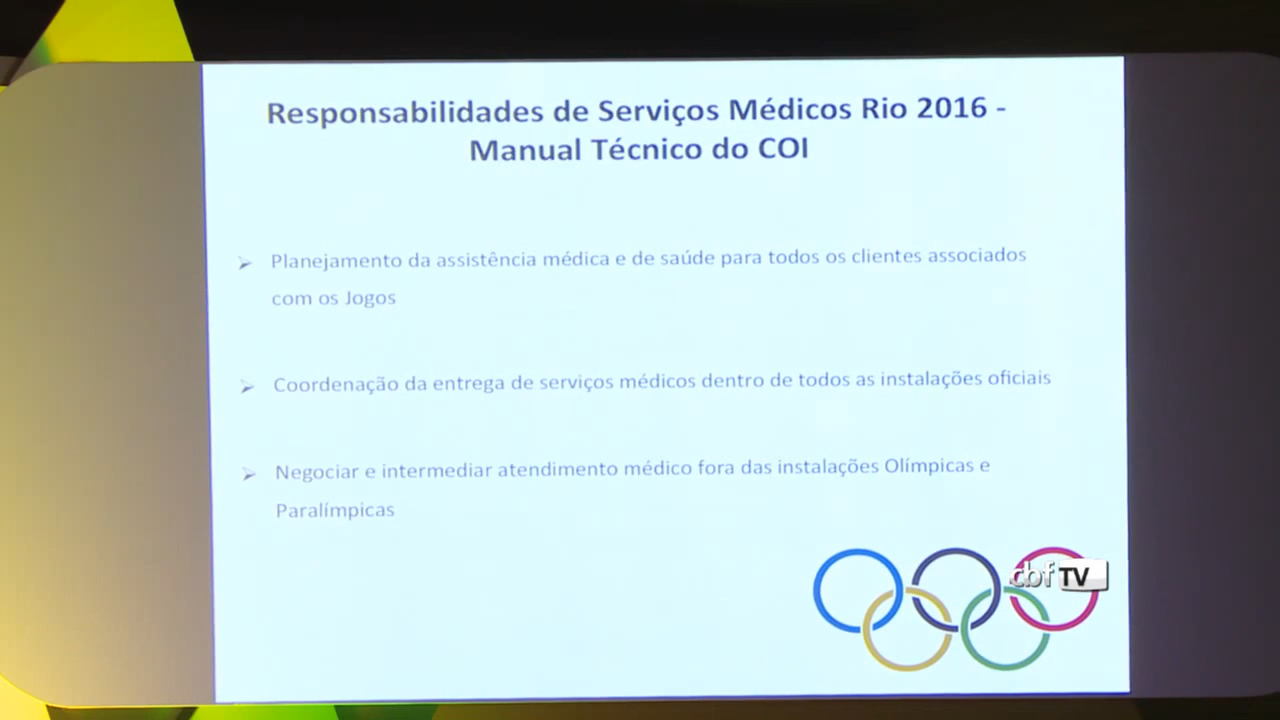 Responsabilidades de Serviços Médicos Rio 2016 -
Manual Técnico do COI
➢ Planejamento da assistência médica e de saúde para todos os clientes associados
com os Jogos
➢ Coordenação da entrega de serviços médicos dentro de todos as instalações oficiais
➢ Negociar e intermediar atendimento médico fora das instalações Olímpicas e
Paralímpicas
cbf TV